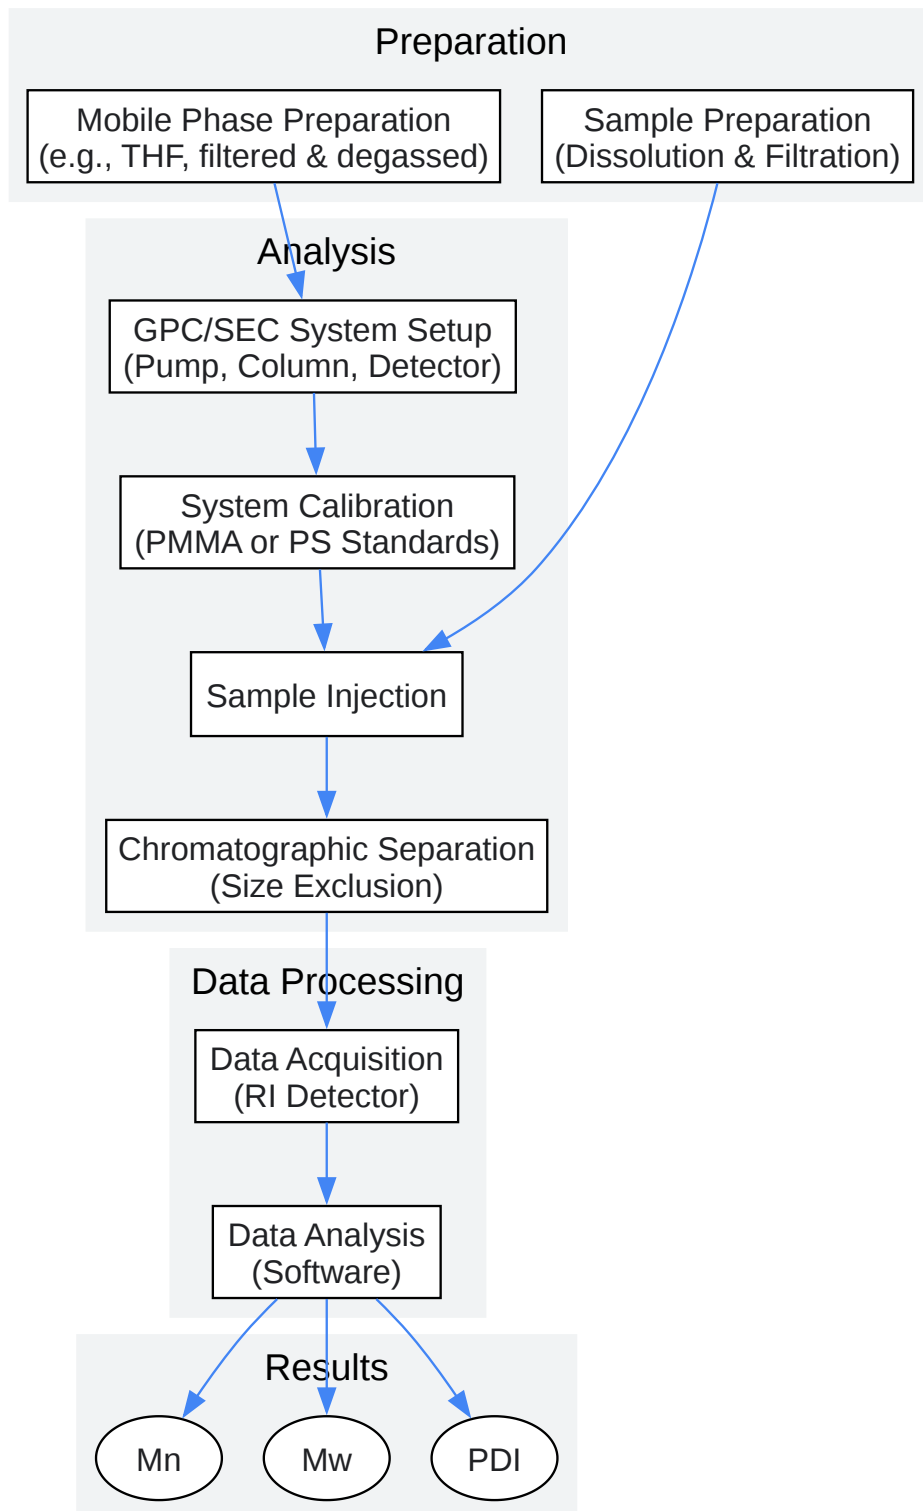 Preparation
Mobile Phase Preparation
(e.g., THF, filtered & degassed)
Sample Preparation
(Dissolution & Filtration)
Analysis
GPC/SEC System Setup
(Pump, Column, Detector)
System Calibration
(PMMA or PS Standards)
Sample Injection
Chromatographic Separation
(Size Exclusion)
Data Processing
Data Acquisition
(RI Detector)
Data Analysis
(Software)
Results
Mn
Mw
PDI